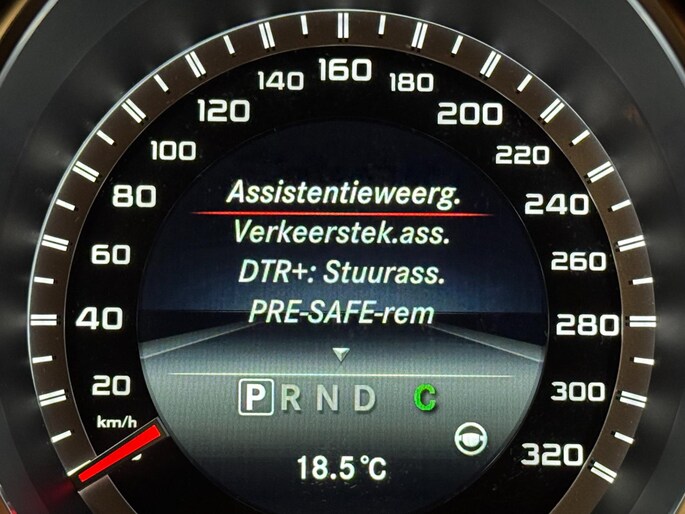 160
140 180
120 200
100 220
80 240
60 260
40 280
20 300
km/h 320
Assistentieweerg.
Verkeerstek.ass.
DTR+: Stuurass.
PRE-SAFE-rem
P R N D C
18.5°C